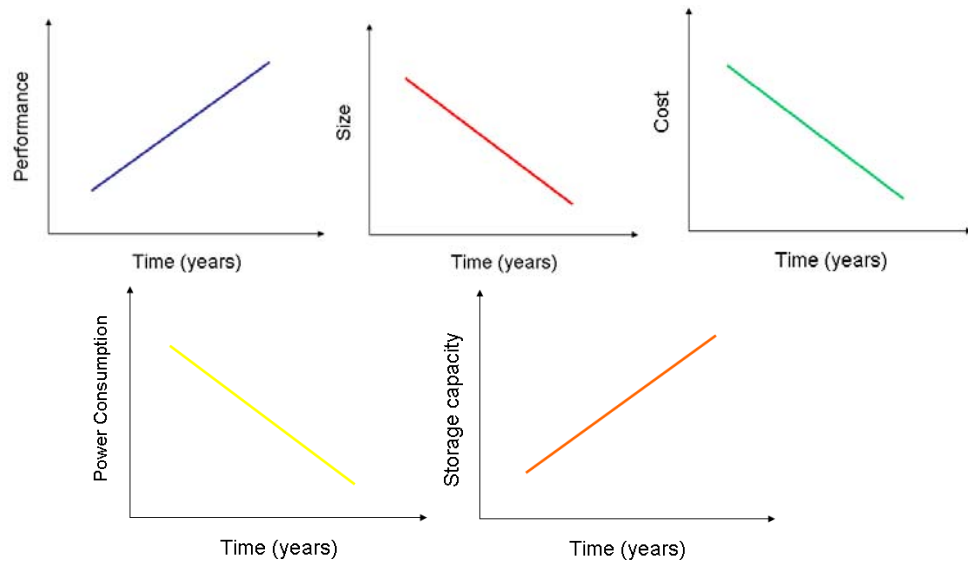 Performance
Time (years)
Size
Time (years)
Cost
Time (years)
Power Consumption
Time (years)
Storage capacity
Time (years)